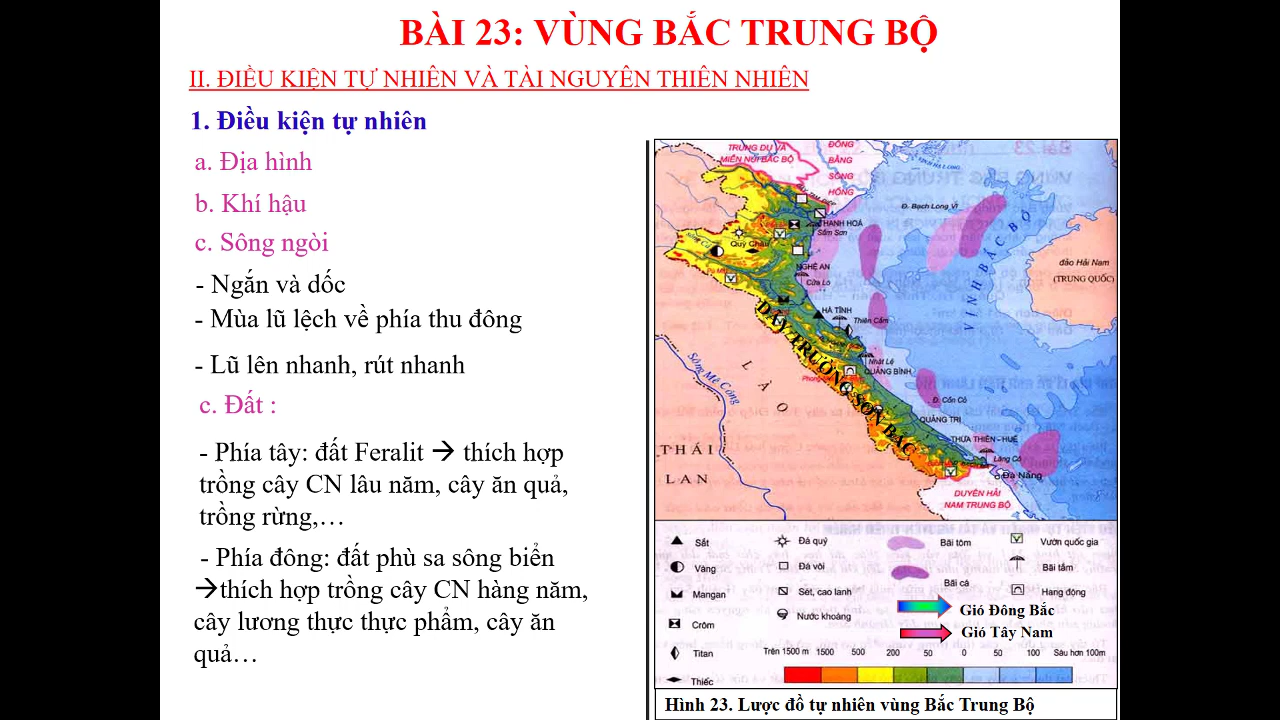 BÀI 23: VÙNG BẮC TRUNG BỘ
II. ĐIỀU KIỆN TỰ NHIÊN VÀ TÀI NGUYÊN THIÊN NHIÊN
1. Điều kiện tự nhiên
a. Địa hình
b. Khí hậu
c. Sông ngòi
- Ngắn và dốc
- Mùa lũ lệch về phía thu đông
- Lũ lên nhanh, rút nhanh
c. Đất :
- Phía tây: đất Feralit → thích hợp
trồng cây CN lâu năm, cây ăn quả,
trồng rừng,…
- Phía đông: đất phù sa sông biển
→thích hợp trồng cây CN hàng năm,
cây lương thực thực phẩm, cây ăn
quả…
TRUNG DU VÀ
MIỀN NÚI BẮC BỘ
ĐỒNG
BẰNG
SÔNG
HỒNG
Đ. Bạch Long Vĩ
THANH HOÁ
Sầm Sơn
Sông Cả
Quỳ Châu
VỊNH BẮC BỘ
đảo Hải Nam
(TRUNG QUỐC)
NGHỆ AN
Cửa Lò
HÀ TĨNH
Thiên Cầm
DÃY TRƯỜNG SƠN BẮC
Nhật Lệ
QUẢNG BÌNH
LÀO
Sông Mê Công
Đ. Cồn Cỏ
QUẢNG TRỊ
THỪA THIÊN - HUẾ
Lăng Cô
Đà Nẵng
THÁI
LAN
DUYÊN HẢI
NAM TRUNG BỘ
Sắt
Đá quý
Bãi tôm
Vườn quốc gia
Vàng
Đá vôi
Bãi tắm
Mangan
Sét, cao lanh
Bãi cá
Hang động
Crôm
Nước khoáng
Gió Đông Bắc
Gió Tây Nam
Titan
Trên 1500 m 1500 500 200 50 0 50 100 Sâu hơn 100m
Thiếc
Hình 23. Lược đồ tự nhiên vùng Bắc Trung Bộ